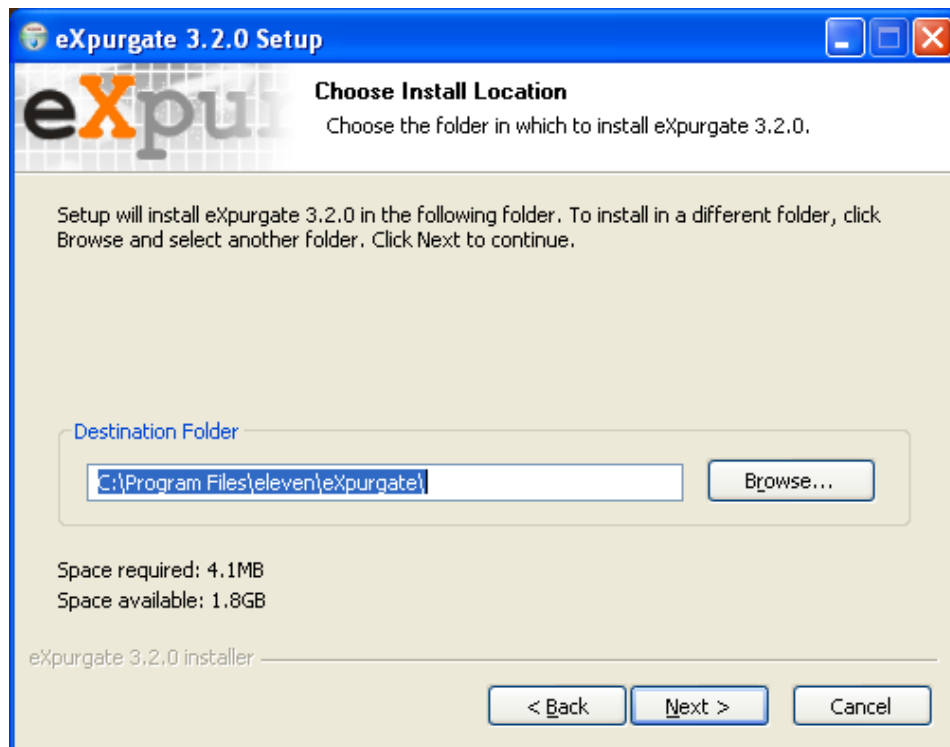 eXpurgate 3.2.0 Setup
eXpu
Choose Install Location
Choose the folder in which to install eXpurgate 3.2.0.
Setup will install eXpurgate 3.2.0 in the following folder. To install in a different folder, click
Browse and select another folder. Click Next to continue.
Destination Folder
C:\Program Files\eleven\eXpurgate\
Browse...
Space required: 4.1MB
Space available: 1.8GB
eXpurgate 3.2.0 installer
< Back
Next >
Cancel